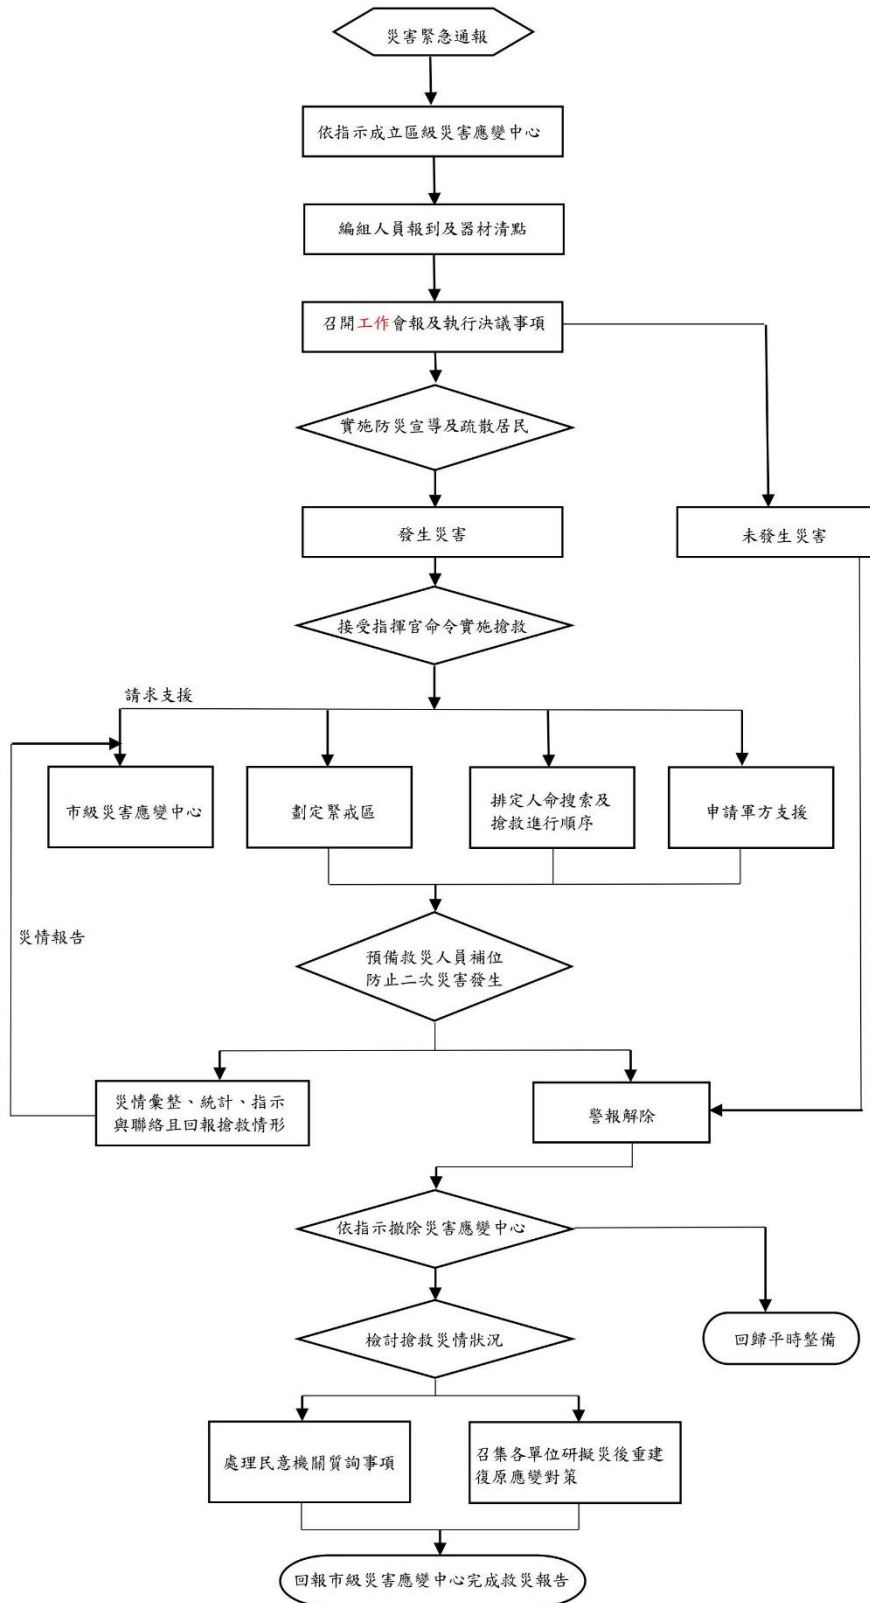 災害緊急通報
依指示成立區級災害應變中心
編組人員報到及器材清點
召開工作會報及執行決議事項
實施防災宣導及疏散居民
發生災害
未發生災害
接受指揮官命令實施搶救
請求支援
市級災害應變中心
劃定緊戒區
排定人命搜索及
搶救進行順序
申請軍方支援
災情報告
預備救災人員補位
防止二次災害發生
災情彙整、統計、指示
與聯絡且回報搶救情形
警報解除
依指示撤除災害應變中心
檢討搶救災情狀況
回歸平時整備
處理民意機關質詢事項
召集各單位研擬災後重建
復原應變對策
回報市級災害應變中心完成救災報告